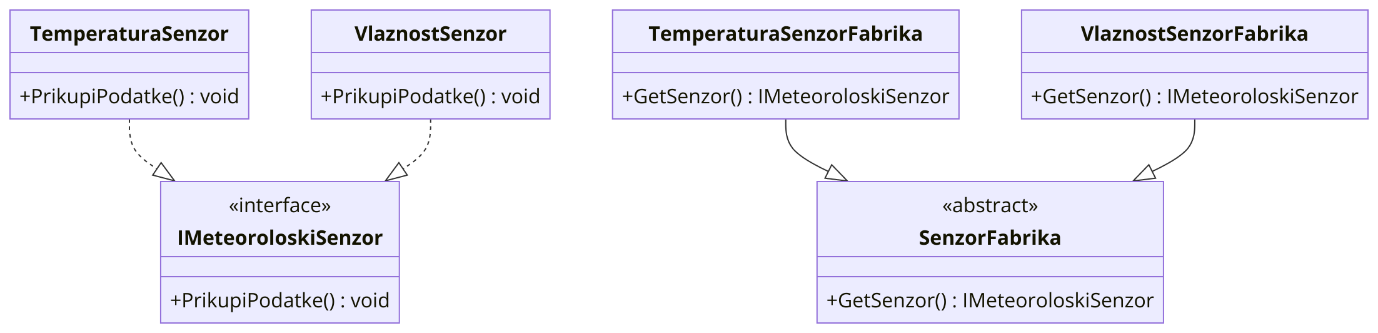 TemperaturaSenzor
+PrikupiPodatke() : void
VlaznostSenzor
+PrikupiPodatke() : void
TemperaturaSenzorFabrika
+GetSenzor() : IMeteoroloskiSenzor
VlaznostSenzorFabrika
+GetSenzor() : IMeteoroloskiSenzor
«interface»
IMeteoroloskiSenzor
+PrikupiPodatke() : void
«abstract»
SenzorFabrika
+GetSenzor() : IMeteoroloskiSenzor